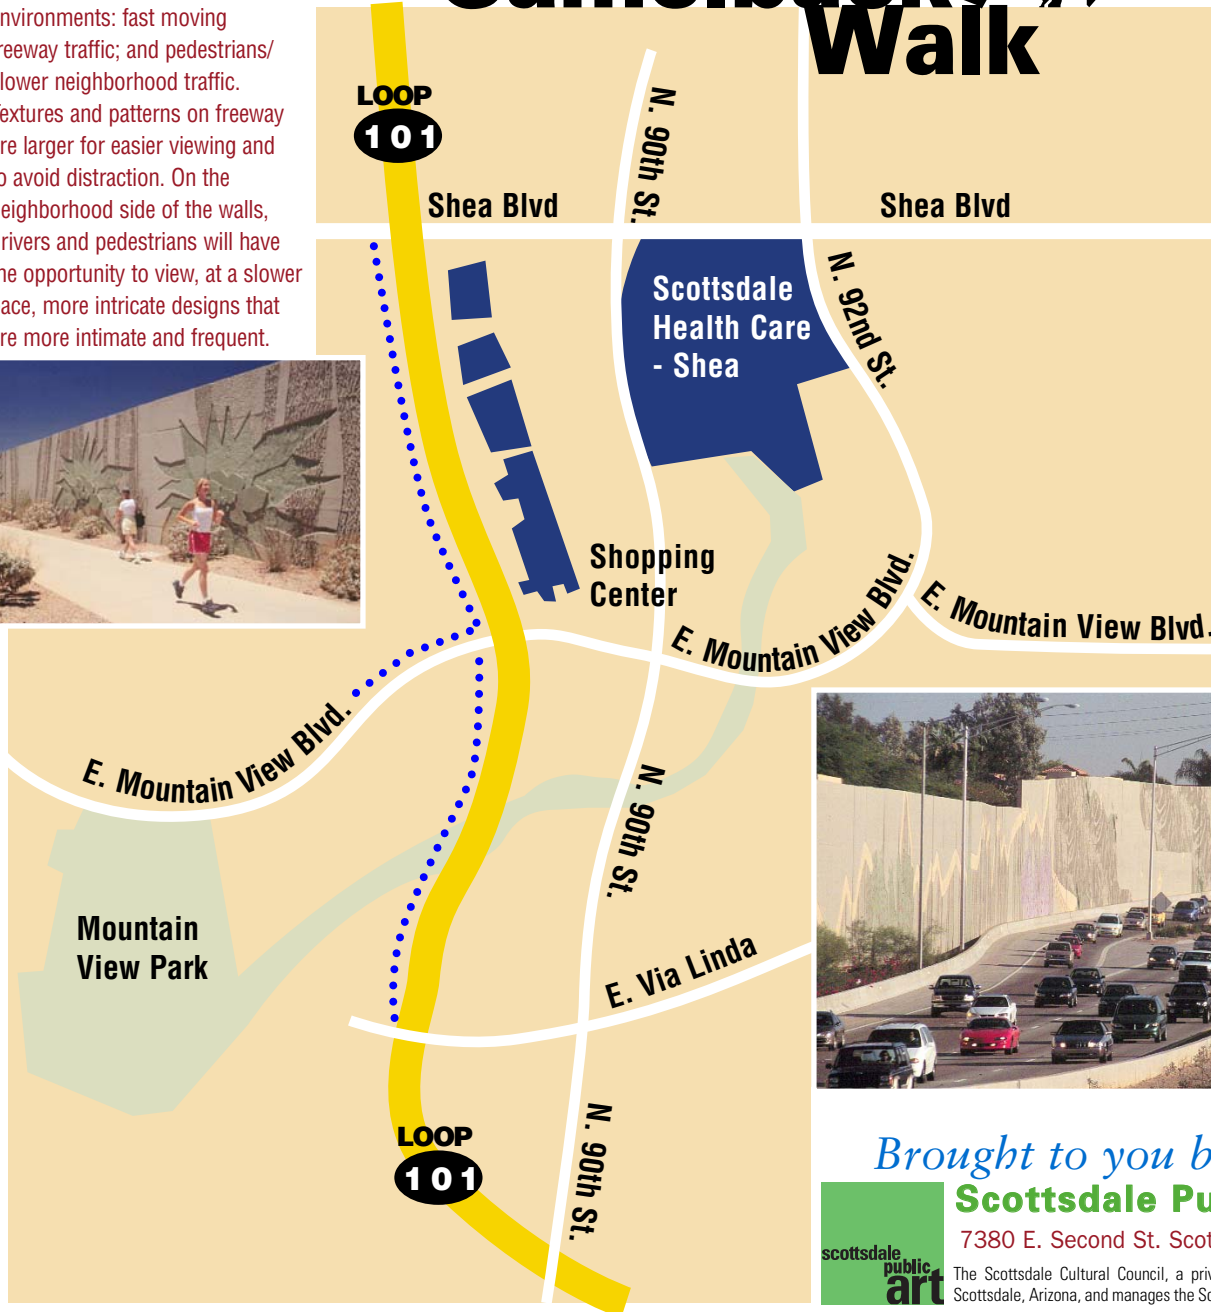 Walk
nvironments: fast moving
reeway traffic; and pedestrians/
lower neighborhood traffic.
extures and patterns on freeway
re larger for easier viewing and
o avoid distraction. On the
eighborhood side of the walls,
rivers and pedestrians will have
he opportunity to view, at a slower
ace, more intricate designs that
re more intimate and frequent.
LOOP
101
N. 90th St.
Shea Blvd
Shea Blvd
Scottsdale
Health Care
- Shea
N. 92nd St.
Shopping
Center
E. Mountain View Blvd.
E. Mountain View Blvd.
E. Mountain View Blvd.
N. 90th St.
Mountain
View Park
E. Via Linda
N. 90th St.
LOOP
101
Brought to you b
Scottsdale Pu
7380 E. Second St. Scot
scottsdale
public
art
The Scottsdale Cultural Council, a priv
Scottsdale, Arizona, and manages the Sc